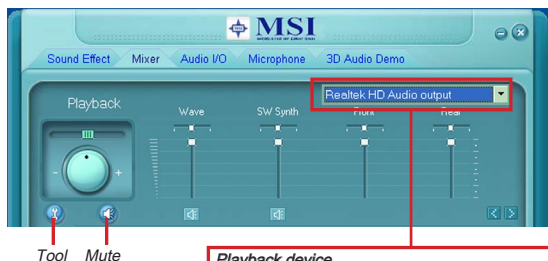 MSI
Sound Effect Mixer Audio I/O Microphone 3D Audio Demo
Realtek HD Audio output
Playback
Wave SW Synth Front Rear
- +
Tool Mute
Playback device